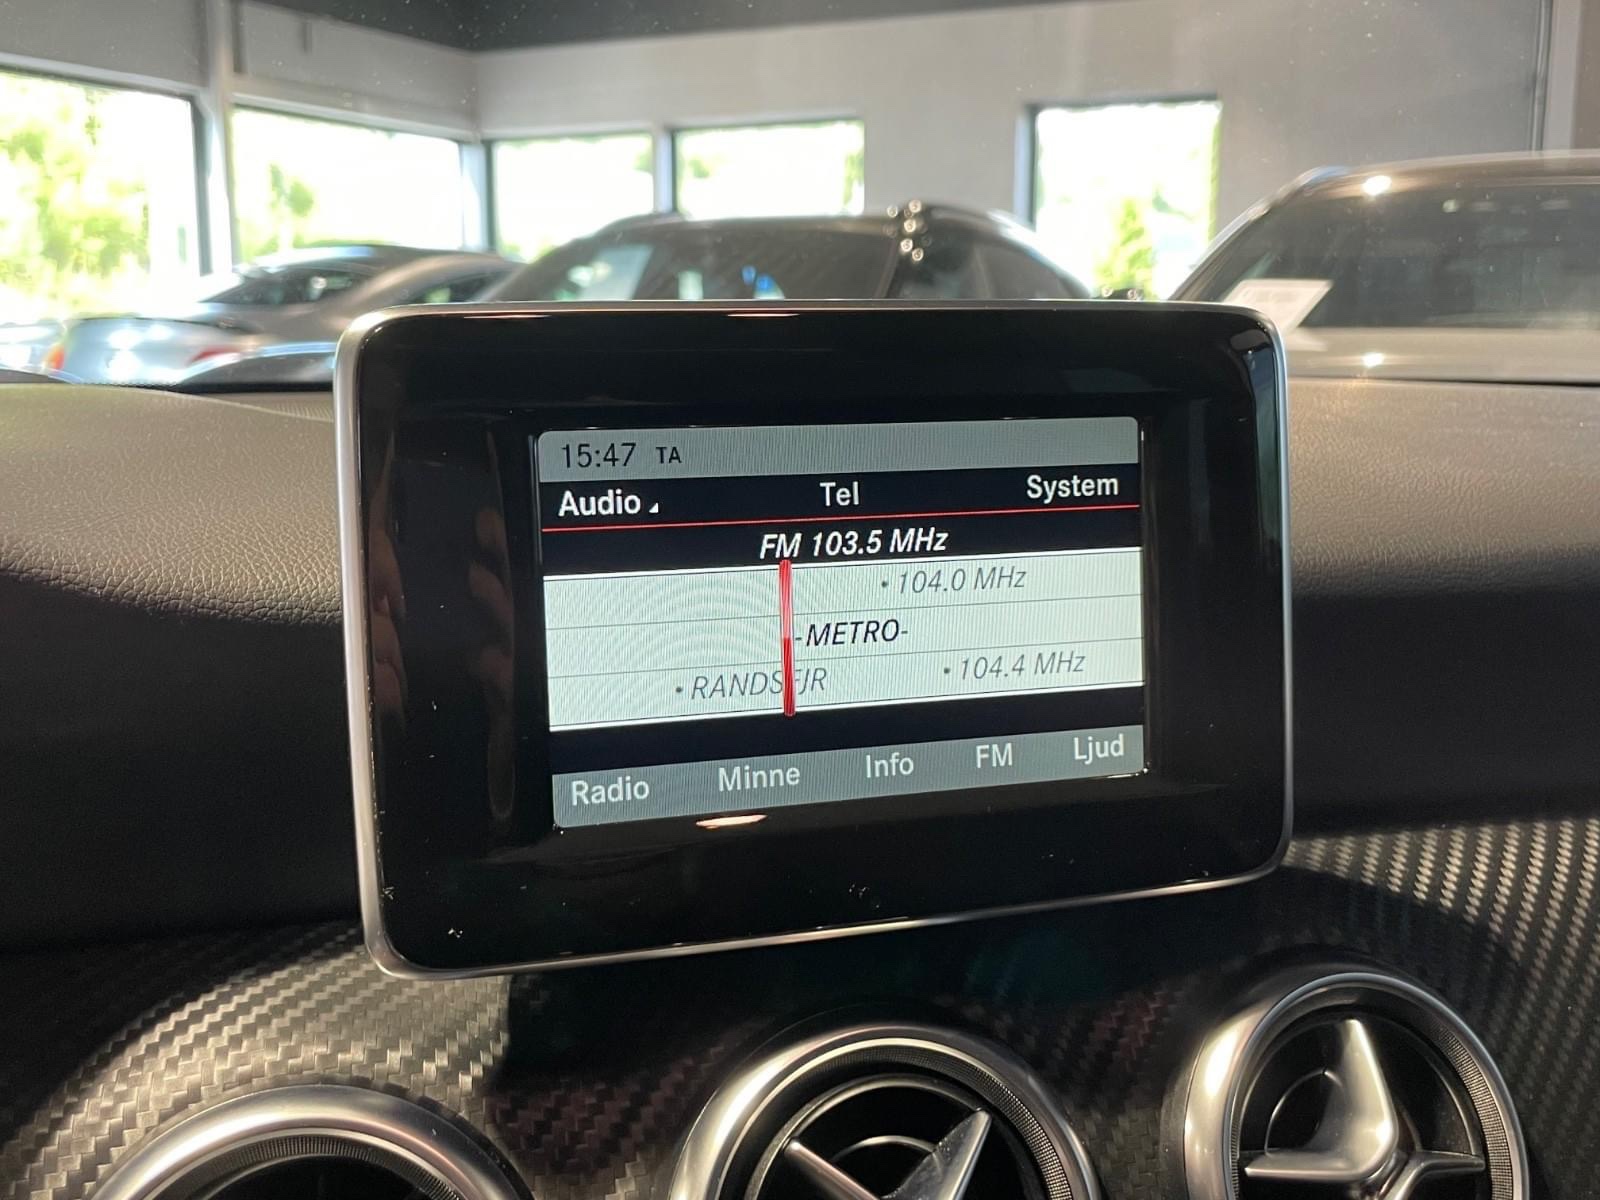 15:47 TA
Audio Tel System
FM 103.5 MHz
• 104.0 MHz
-METRO-
• RANDSFJR • 104.4 MHz
Radio Minne Info FM Ljud